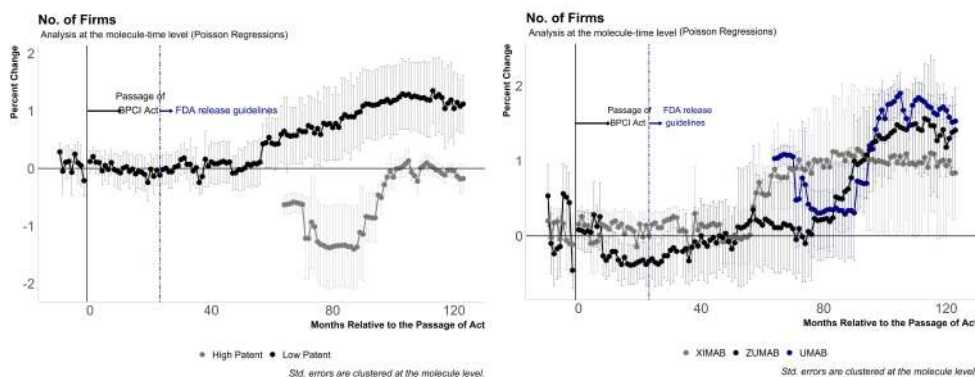 No. of Firms
Analysis at the molecule-time level (Poisson Regressions)
Percent Change
2
1
0
-1
-2
Passage of
BPCI Act
FDA release guidelines
0
40
80
120
Months Relative to the Passage of Act
High Patent
Low Patent
Std. errors are clustered at the molecule level.
No. of Firms
Analysis at the molecule-time level (Poisson Regressions)
Percent Change
2
1
0
Passage of
BPCI Act
FDA release
guidelines
0
40
80
120
Months Relative to the Passage of Act
XIMAB
ZUMAB
UMAB
Std. errors are clustered at the molecule level.